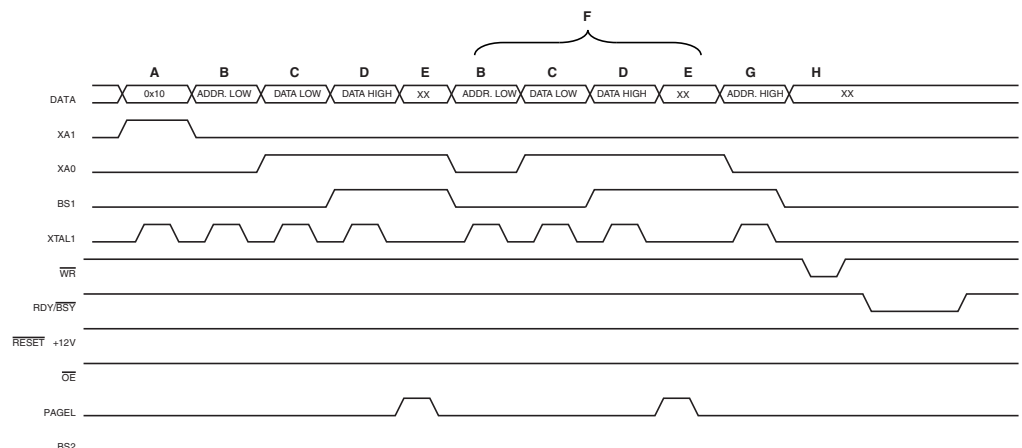 F
A B C D E B C D E G H
DATA 0x10 ADDR. LOW DATA LOW DATA HIGH XX ADDR. LOW DATA LOW DATA HIGH XX ADDR. HIGH XX
XA1
XA0
BS1
XTAL1
WR
RDY/BSY
RESET +12V
OE
PAGEL
BS2